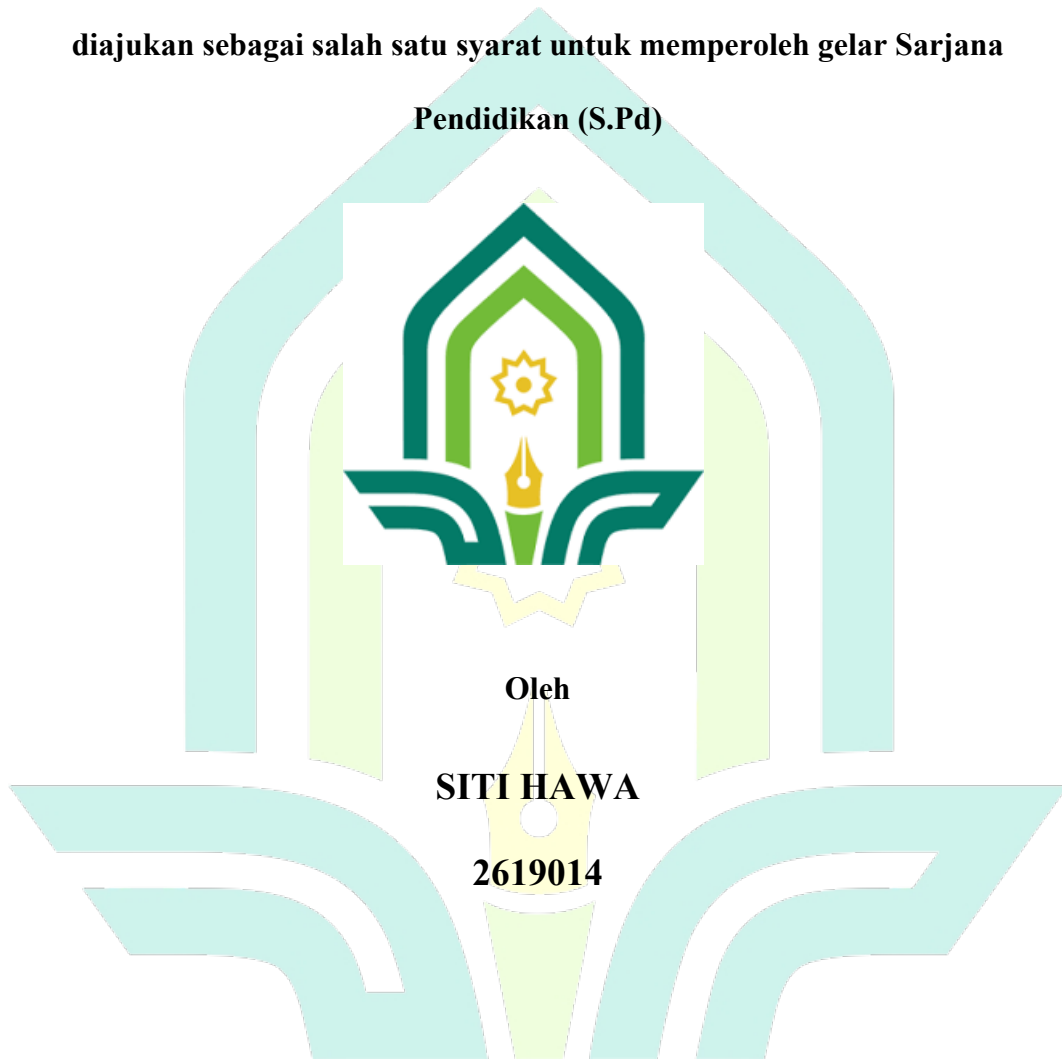 diajukan sebagai salah satu syarat untuk memperoleh gelar Sarjana
Pendidikan (S.Pd)
Oleh
SITI HAWA
2619014